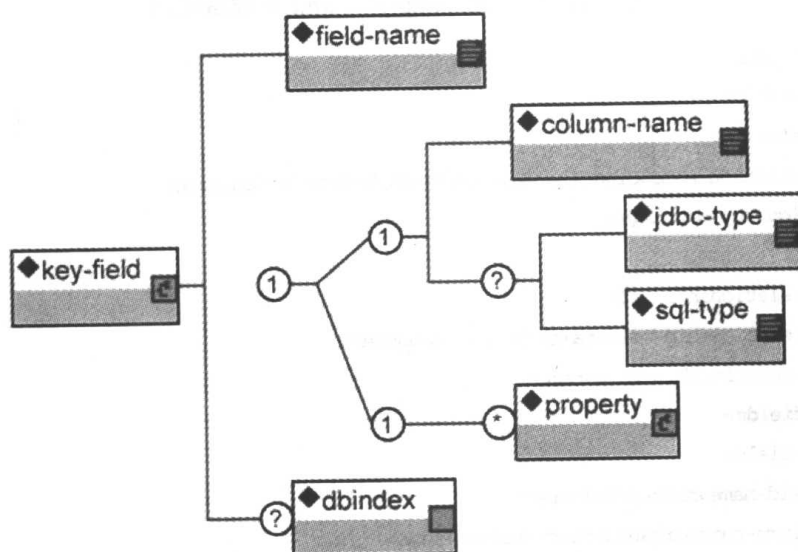 field-name
column-name
1
jdbc-type
key-field
1
?
sql-type
property
1
*
dbindex
?